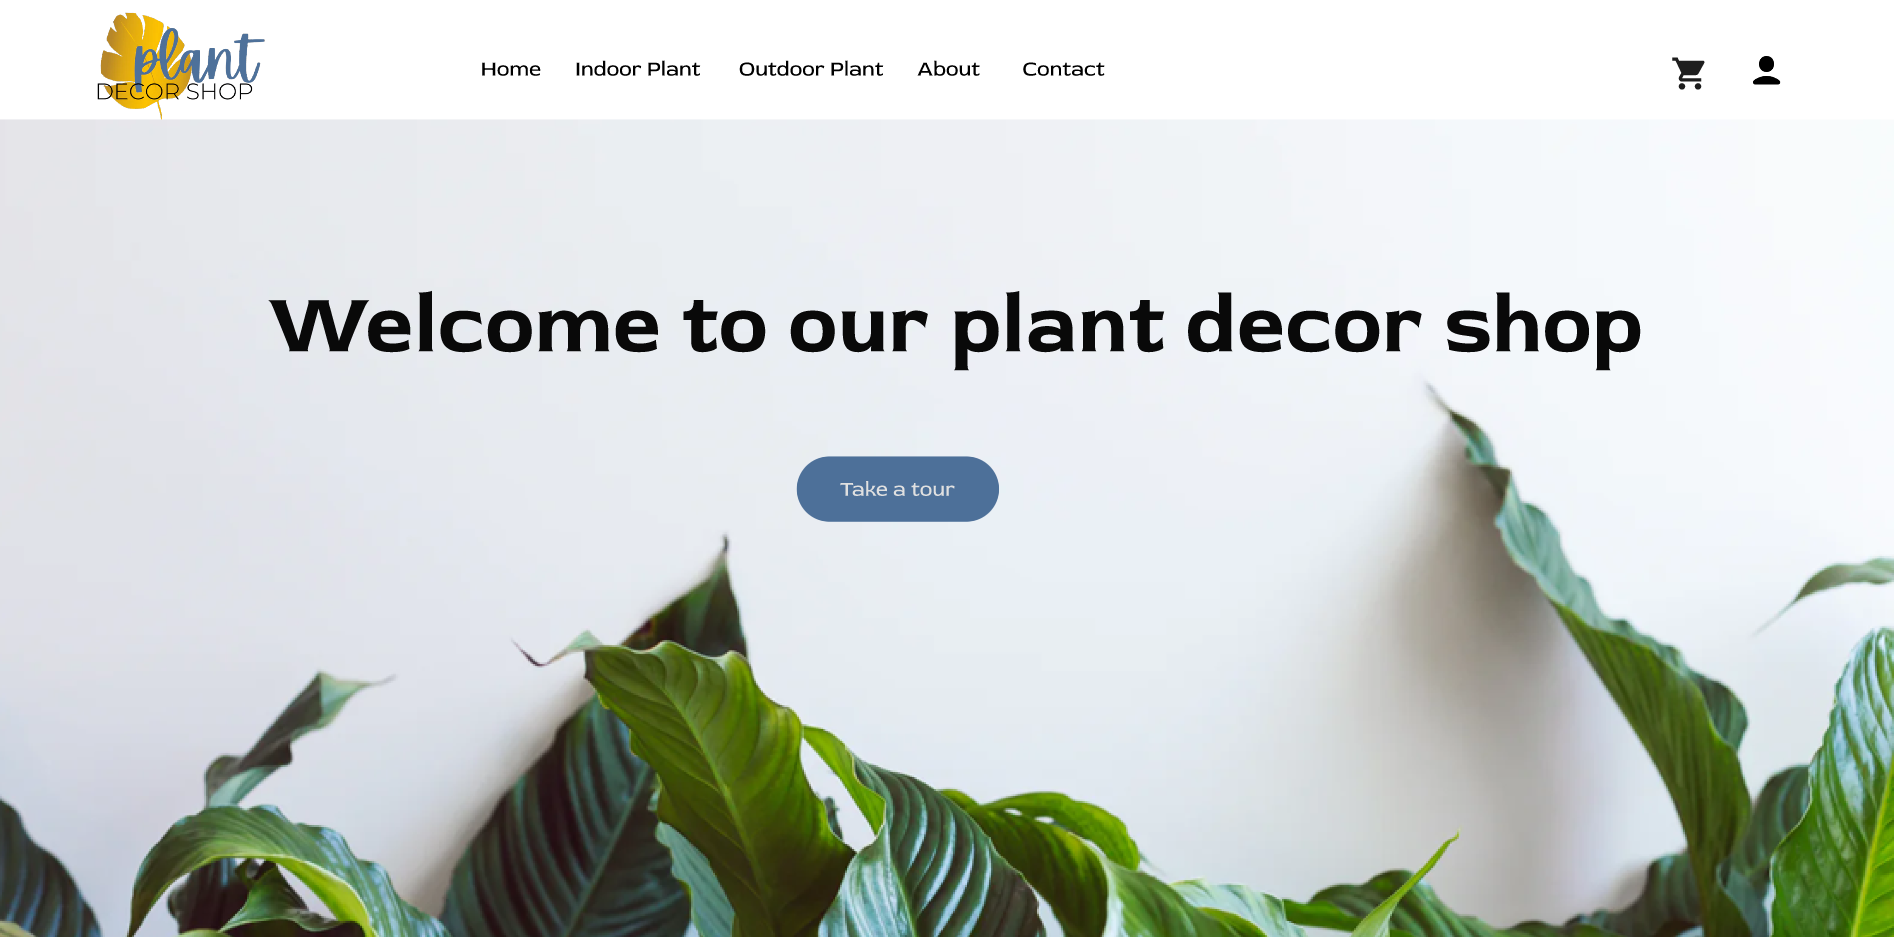 plant
DECOR SHOP
Home Indoor Plant Outdoor Plant About Contact
Welcome to our plant decor shop
Take a tour